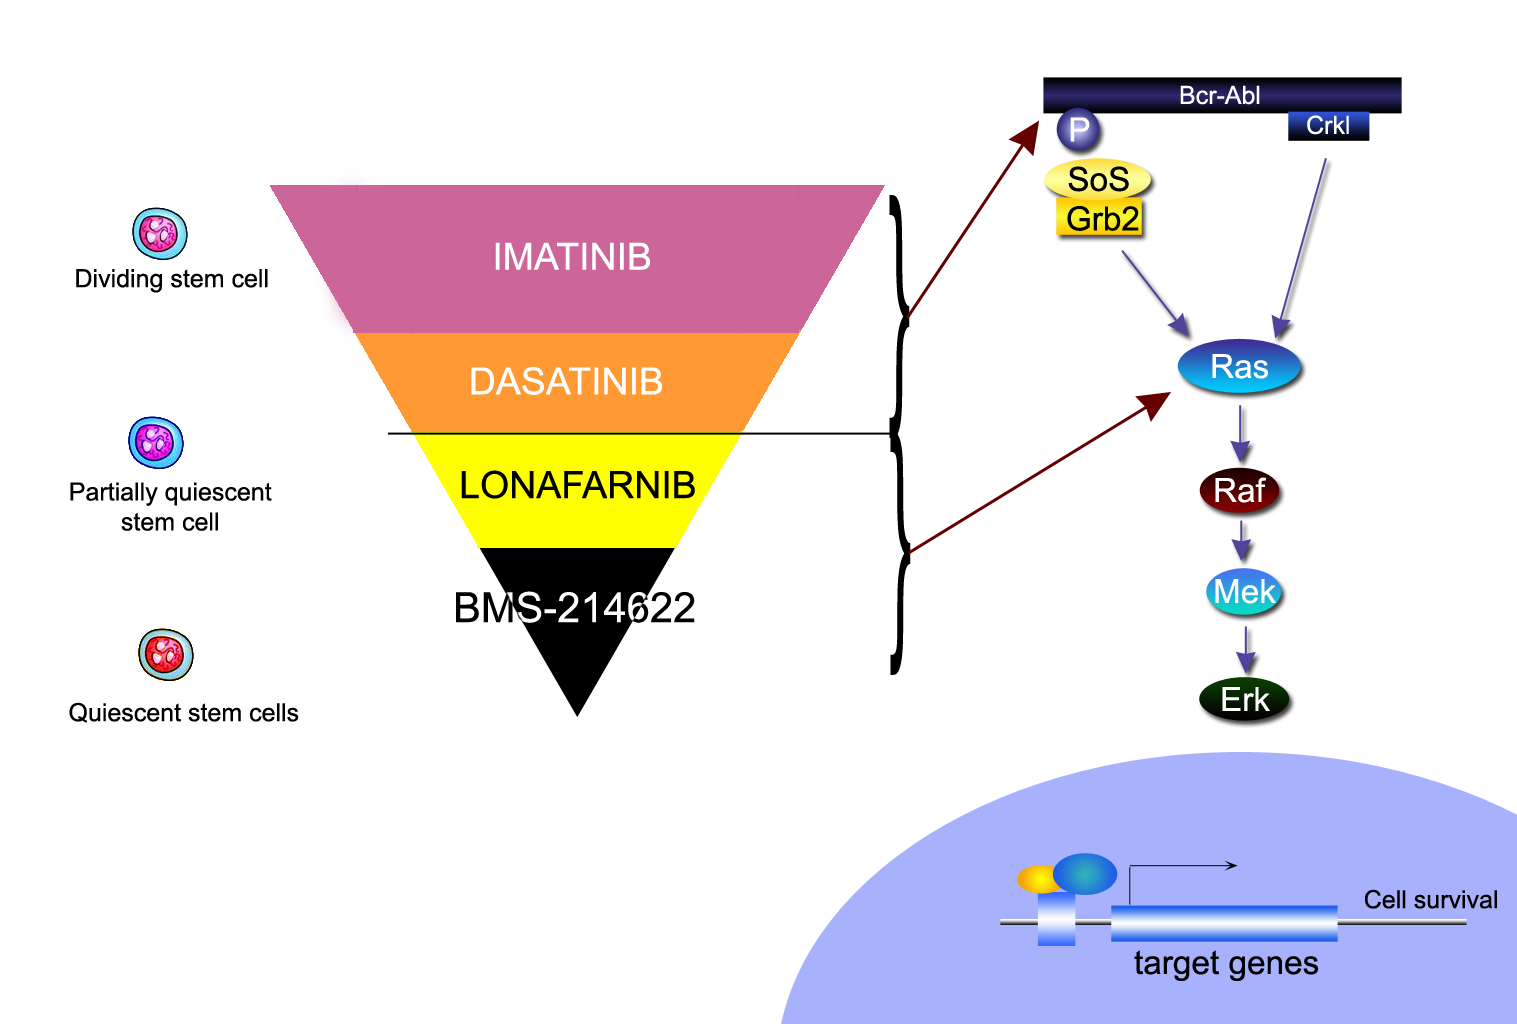 Bcr-Abl
P
Crkl
SoS
Grb2
IMATINIB
Dividing stem cell
Ras
DASATINIB
LONAFARNIB
Partially quiescent
stem cell
Raf
Mek
BMS-214622
Erk
Quiescent stem cells
Cell survival
target genes